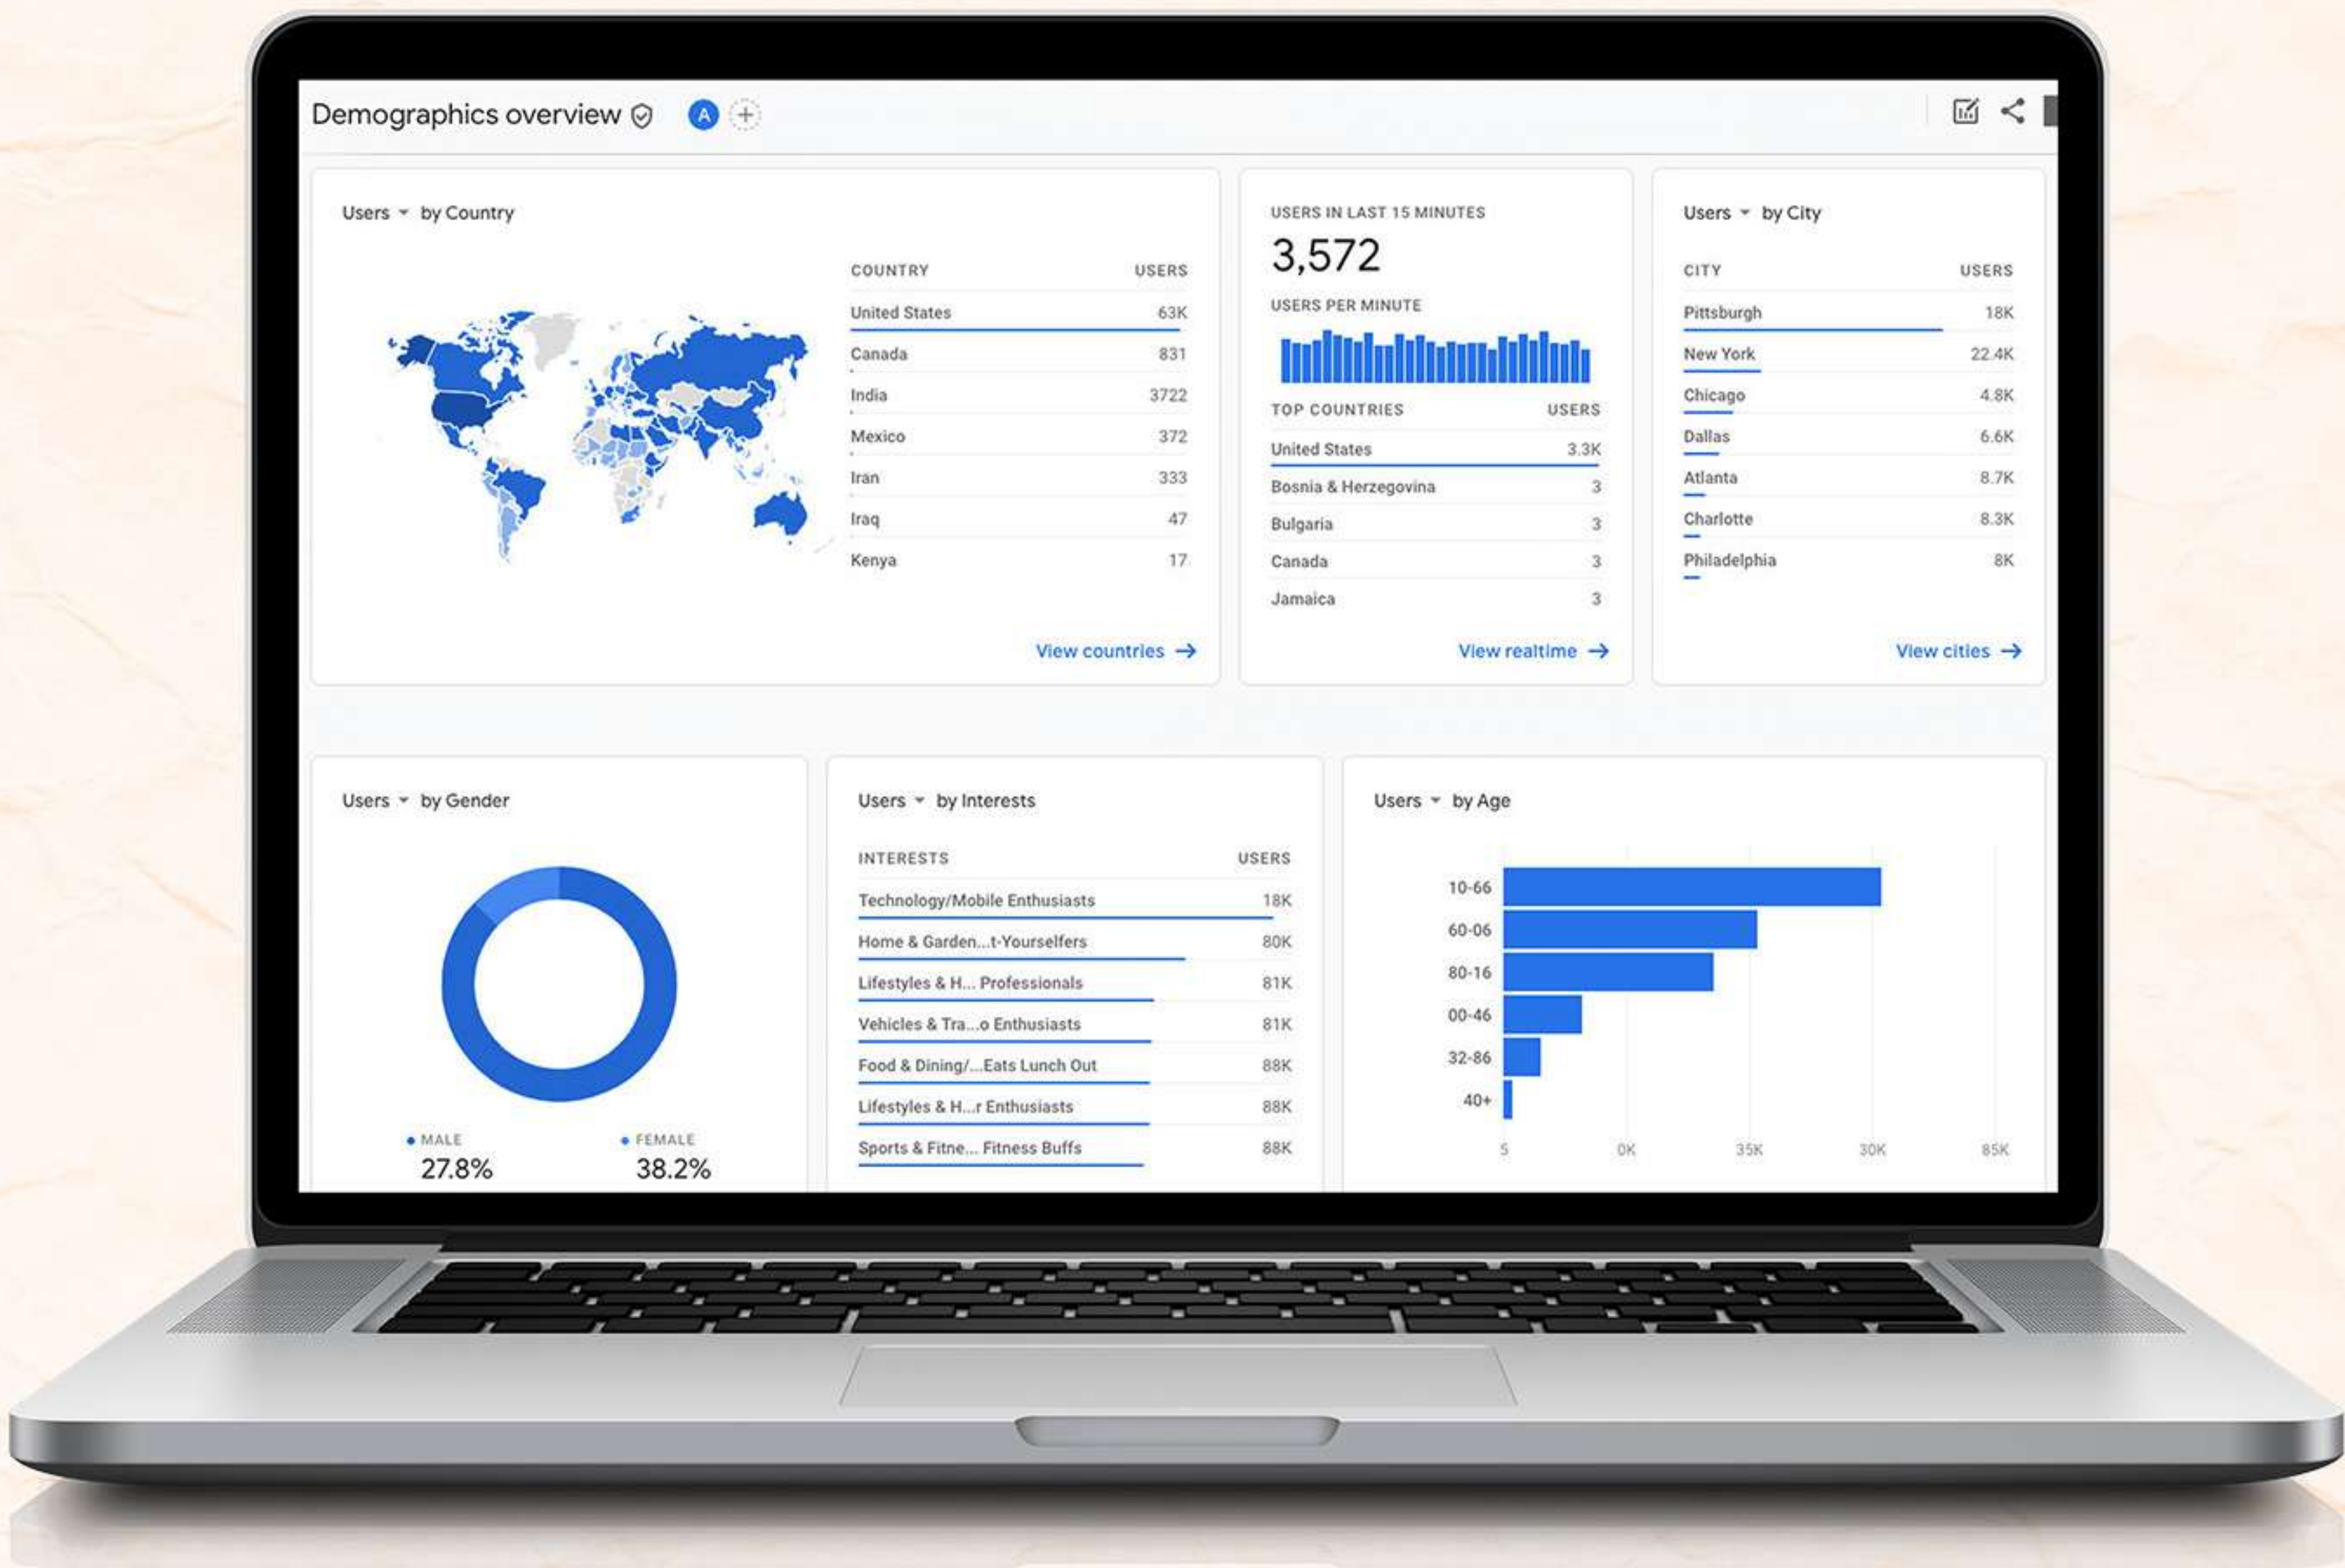 Demographics overview
A
Users by Country
COUNTRY USERS
United States 63K
Canada 831
India 3722
Mexico 372
Iran 333
Iraq 47
Kenya 17
View countries
USERS IN LAST 15 MINUTES
3,572
USERS PER MINUTE
TOP COUNTRIES USERS
United States 3.3K
Bosnia & Herzegovina 3
Bulgaria 3
Canada 3
Jamaica 3
View realtime
Users by City
CITY USERS
Pittsburgh 18K
New York 22.4K
Chicago 4.8K
Dallas 6.6K
Atlanta 8.7K
Charlotte 8.3K
Philadelphia 8K
View cities
Users by Gender
MALE FEMALE
27.8% 38.2%
Users by Interests
INTERESTS USERS
Technology/Mobile Enthusiasts 18K
Home & Garden...t-Yourselfers 80K
Lifestyles & H... Professionals 81K
Vehicles & Tra...o Enthusiasts 81K
Food & Dining/...Eats Lunch Out 88K
Lifestyles & H...r Enthusiasts 88K
Sports & Fitne... Fitness Buffs 88K
Users by Age
10-66
60-06
80-16
00-46
32-86
40+
5 0K 35K 30K 85K